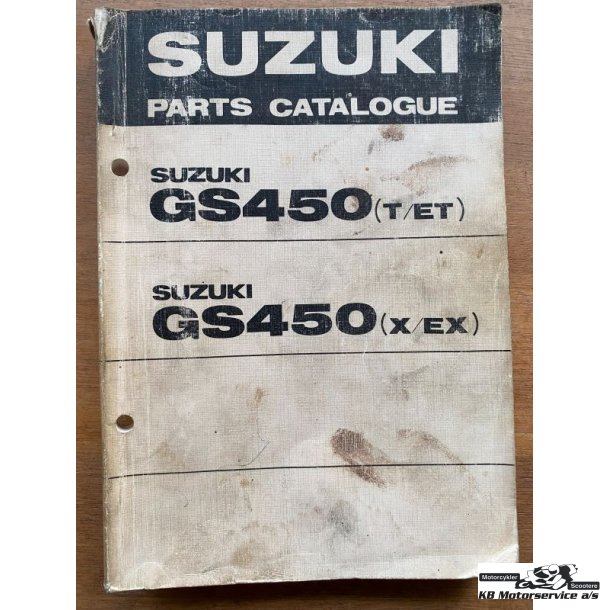 SUZUKI
PARTS CATALOGUE
SUZUKI
GS450(T/ET)
SUZUKI
GS450(X/EX)
Motorcykler Scootere
KB Motorservice a/s